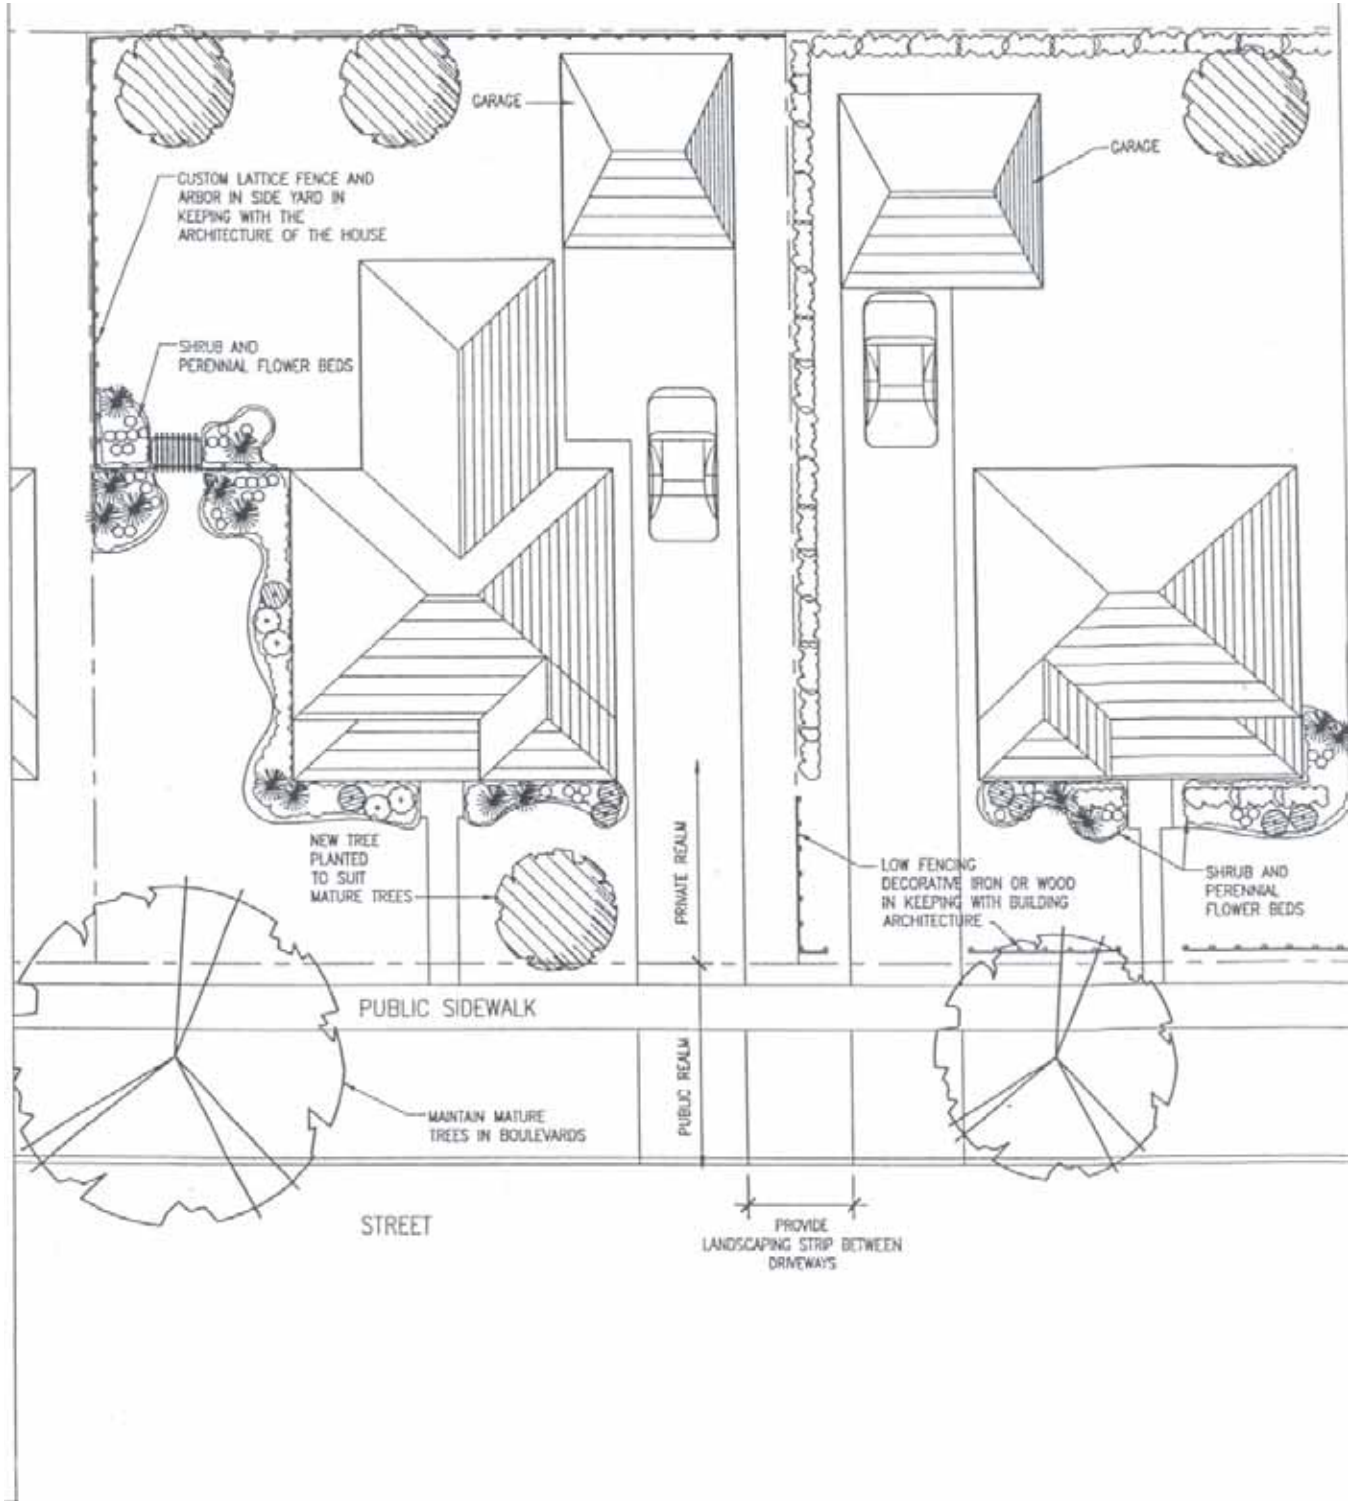 GARAGE
GARAGE
CUSTOM LATTICE FENCE AND
ARBOR IN SIDE YARD IN
KEEPING WITH THE
ARCHITECTURE OF THE HOUSE
SHRUB AND
PERENNIAL FLOWER BEDS
NEW TREE
PLANTED
TO SUIT
MATURE TREES
PRIVATE REALM
LOW FENCING
DECORATIVE IRON OR WOOD
IN KEEPING WITH BUILDING
ARCHITECTURE
SHRUB AND
PERENNIAL
FLOWER BEDS
PUBLIC SIDEWALK
PUBLIC REALM
MAINTAIN MATURE
TREES IN BOULEVARDS
STREET
PROVIDE
LANDSCAPING STRIP BETWEEN
DRIVEWAYS